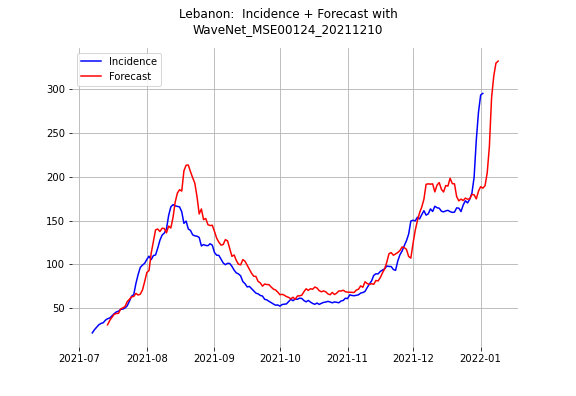 Lebanon:  Incidence + Forecast with
WaveNet_MSE00124_20211210
Incidence
Forecast
300
250
200
150
100
50
2021-07 2021-08 2021-09 2021-10 2021-11 2021-12 2022-01